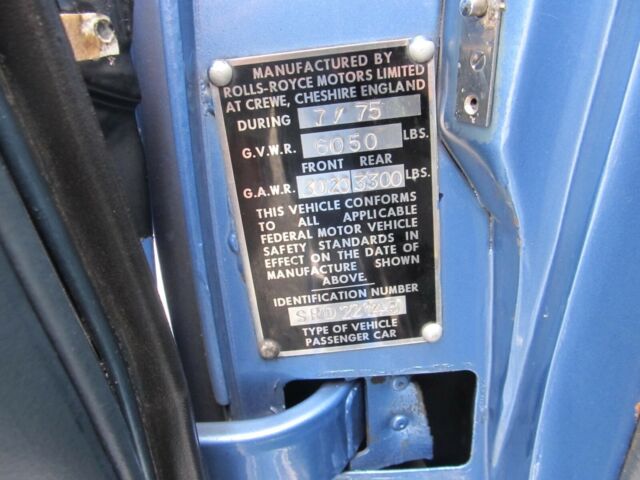 MANUFACTURED BY
ROLLS-ROYCE MOTORS LIMITED
AT CREWE, CHESHIRE ENGLAND
DURING 7/75
G.V.W.R. 6050 LBS.
FRONT REAR
G.A.W.R. 3020 3300 LBS.
THIS VEHICLE CONFORMS
TO ALL APPLICABLE
FEDERAL MOTOR VEHICLE
SAFETY STANDARDS IN
EFFECT ON THE DATE OF
MANUFACTURE SHOWN
ABOVE.
IDENTIFICATION NUMBER
TYPE OF VEHICLE
PASSENGER CAR